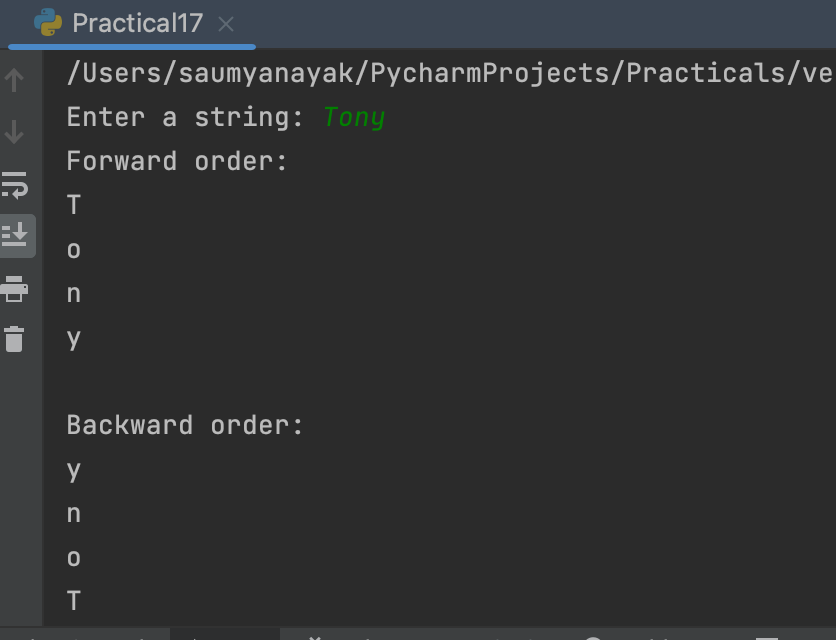 Practical17
/Users/saumyanayak/PycharmProjects/Practicals/ve
Enter a string: Tony
Forward order:
T
o
n
y
Backward order:
y
n
o
T